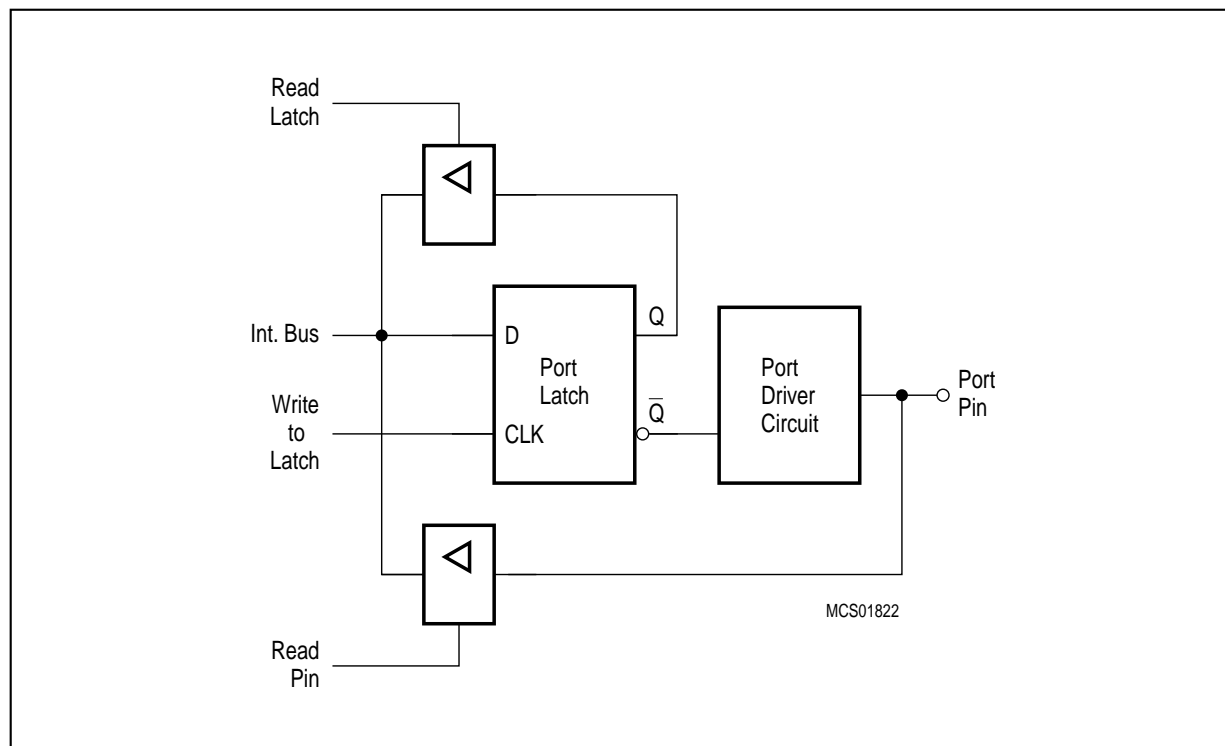 Read
Latch
Int. Bus
D
Q
Port
Latch
Port
Driver
Circuit
Port
Pin
Write
to
Latch
CLK
Q̅
MCS01822
Read
Pin